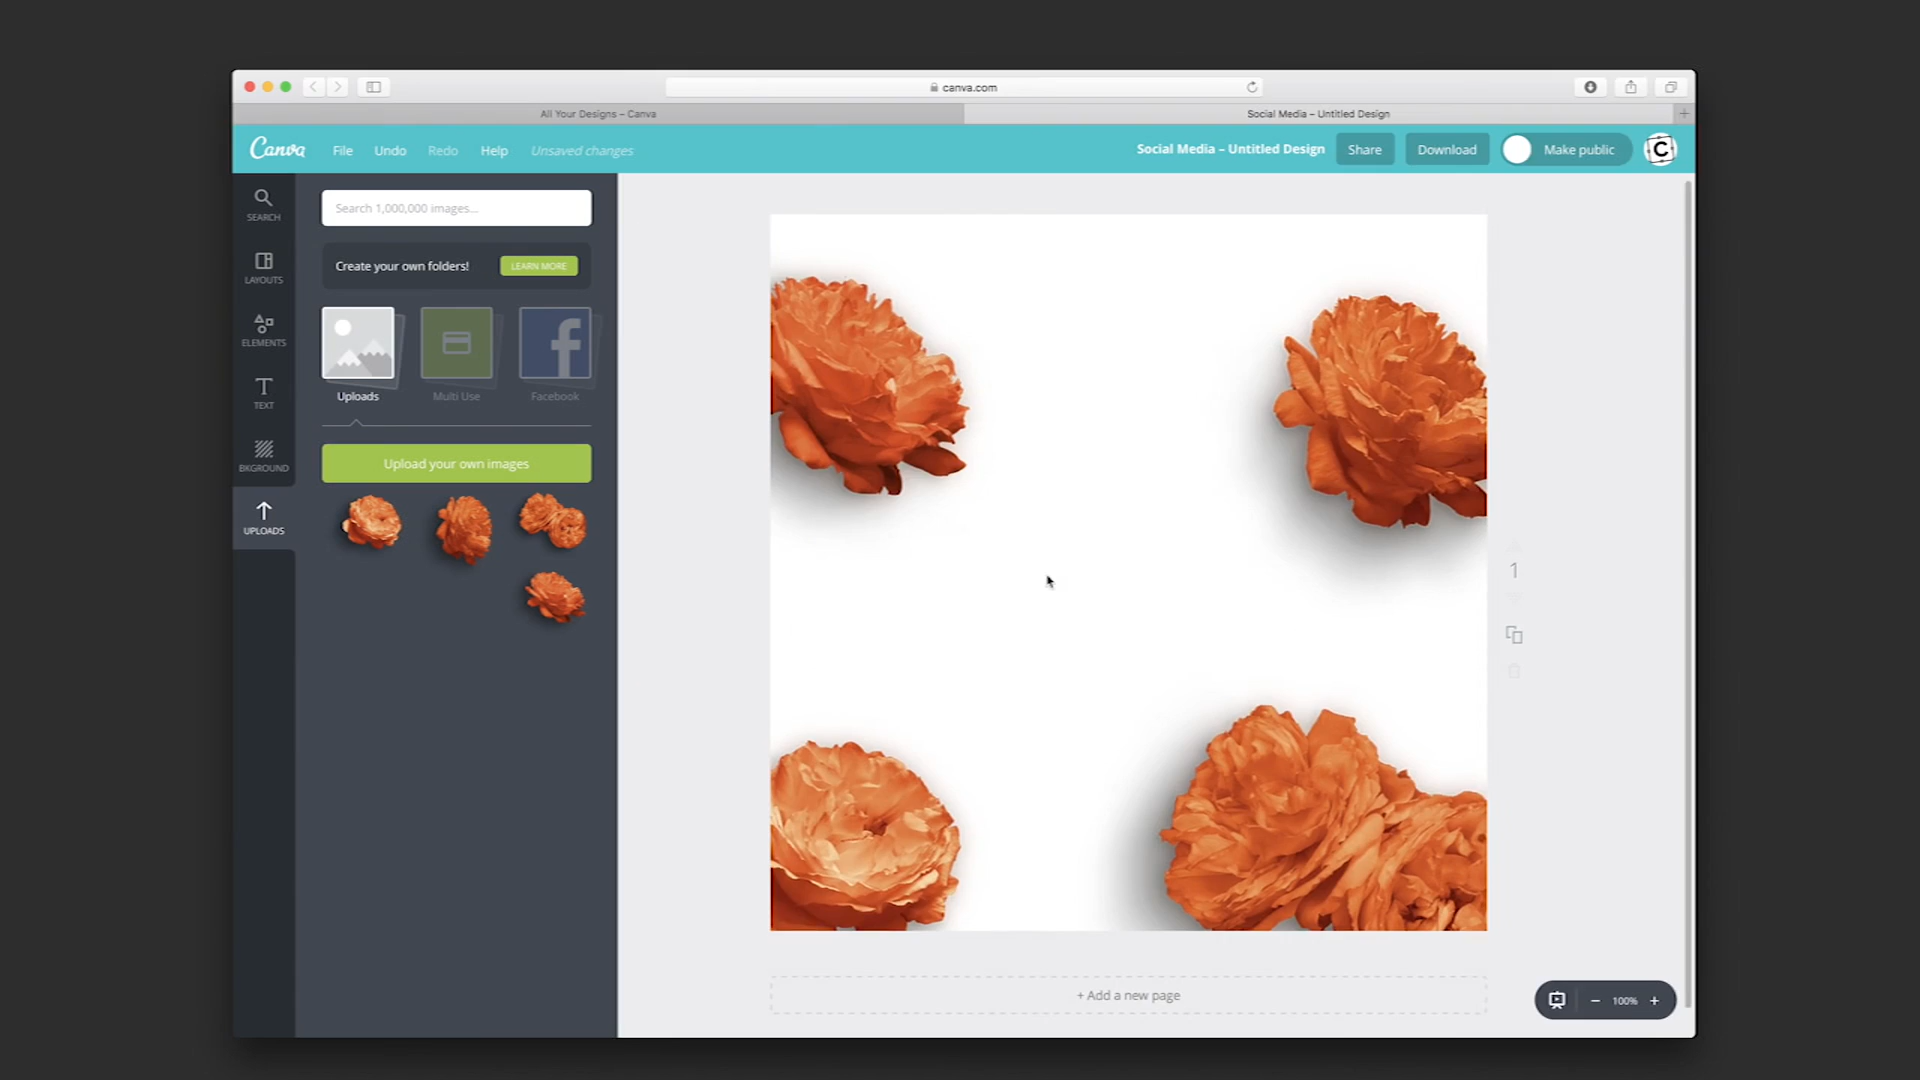 canva.com
All Your Designs – Canva
Social Media – Untitled Design
Canva
File
Undo
Redo
Help
Unsaved changes
Social Media – Untitled Design
Share
Download
Make public
C
SEARCH
LAYOUTS
ELEMENTS
TEXT
BKGROUND
UPLOADS
Search 1,000,000 images...
Create your own folders!
LEARN MORE
Uploads
Multi Use
Facebook
Upload your own images
1
+ Add a new page
100%